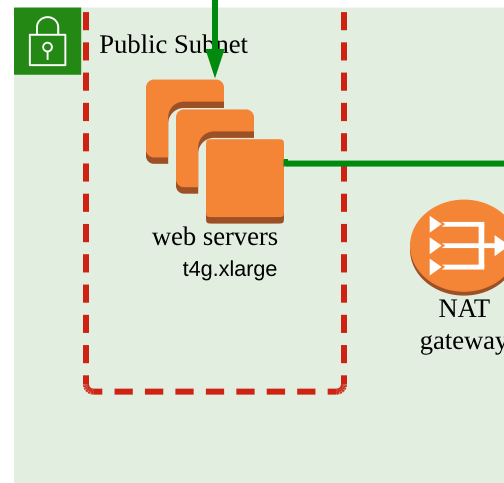 Public Subnet
web servers
t4g.xlarge
NAT
gateway